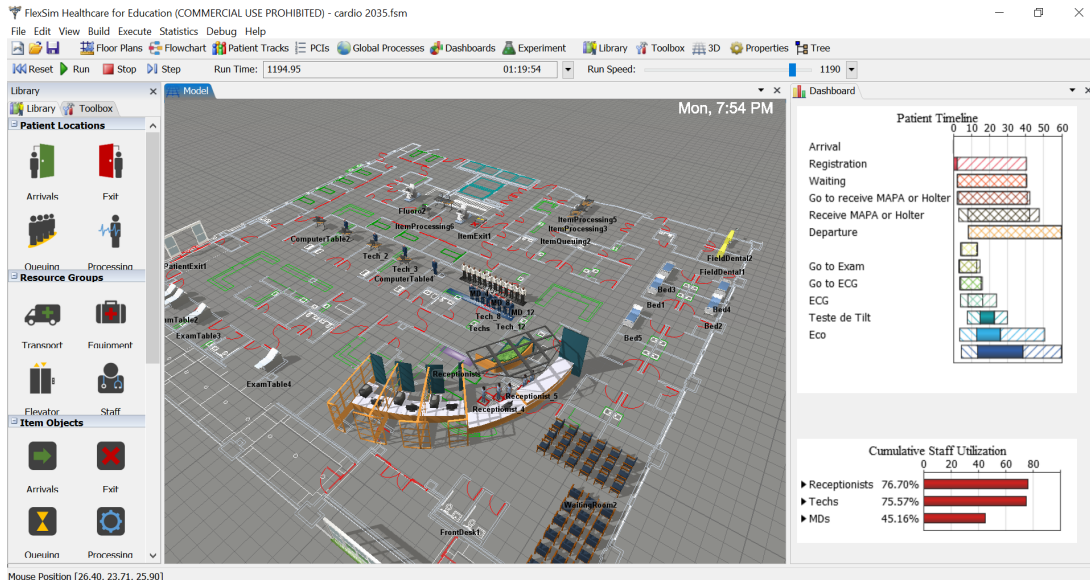 FlexSim Healthcare for Education (COMMERCIAL USE PROHIBITED) - cardio 2035.fsm
File Edit View Build Execute Statistics Debug Help
Floor Plans Flowchart Patient Tracks PCIs Global Processes Dashboards Experiment Library Toolbox 3D Properties Tree
Reset Run Stop Step Run Time: 1194.95 01:19:54 Run Speed: 1190
Library
Library Toolbox
Patient Locations
Arrivals Exit
Queuing Processing
Resource Groups
Transport Equipment
Elevator Staff
Item Objects
Arrivals Exit
Queuing Processing
Model
Mon, 7:54 PM
Fluoro2
ItemProcessing6
ItemExit1
ItemProcessing5
ItemProcessing3
ItemQueuing2
ComputerTable2
Tech_2
Tech_3
ComputerTable4
FieldDental2
FieldDental1
PatientExit1
Bed3
Bed1
Bed4
Bed2
Bed5
MD_12
Tech_8
Techs Tech_12
ExamTable3
ExamTable4
Receptionists
Receptionist_5
Receptionist_4
WaitingRoom2
FrontDesk1
Dashboard
Patient Timeline
0 10 20 30 40 50 60
Arrival
Registration
Waiting
Go to receive MAPA or Holter
Receive MAPA or Holter
Departure
Go to Exam
Go to ECG
ECG
Teste de Tilt
Eco
Cumulative Staff Utilization
0 20 40 60 80
Receptionists 76.70%
Techs 75.57%
MDs 45.16%
Mouse Position [26.40, 23.71, 25.90]